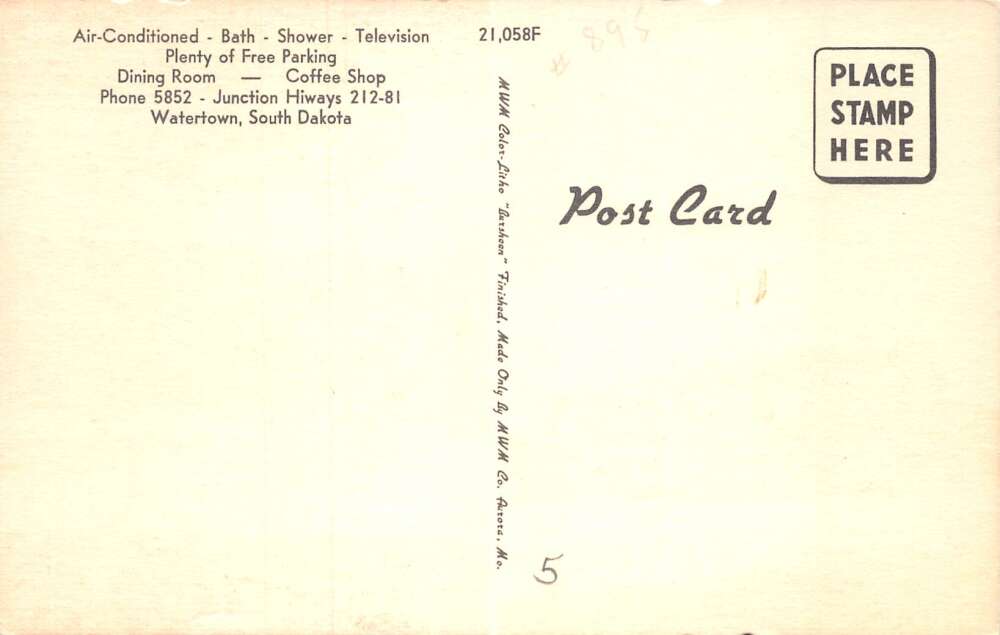 Air-Conditioned - Bath - Shower - Television
Plenty of Free Parking
Dining Room — Coffee Shop
Phone 5852 - Junction Hiways 212-81
Watertown, South Dakota
21,058F
895
MWM Color-Litho "Dursheen" Finished, Made Only By MWM Co. Aurora, Mo.
PLACE
STAMP
HERE
Post Card
5